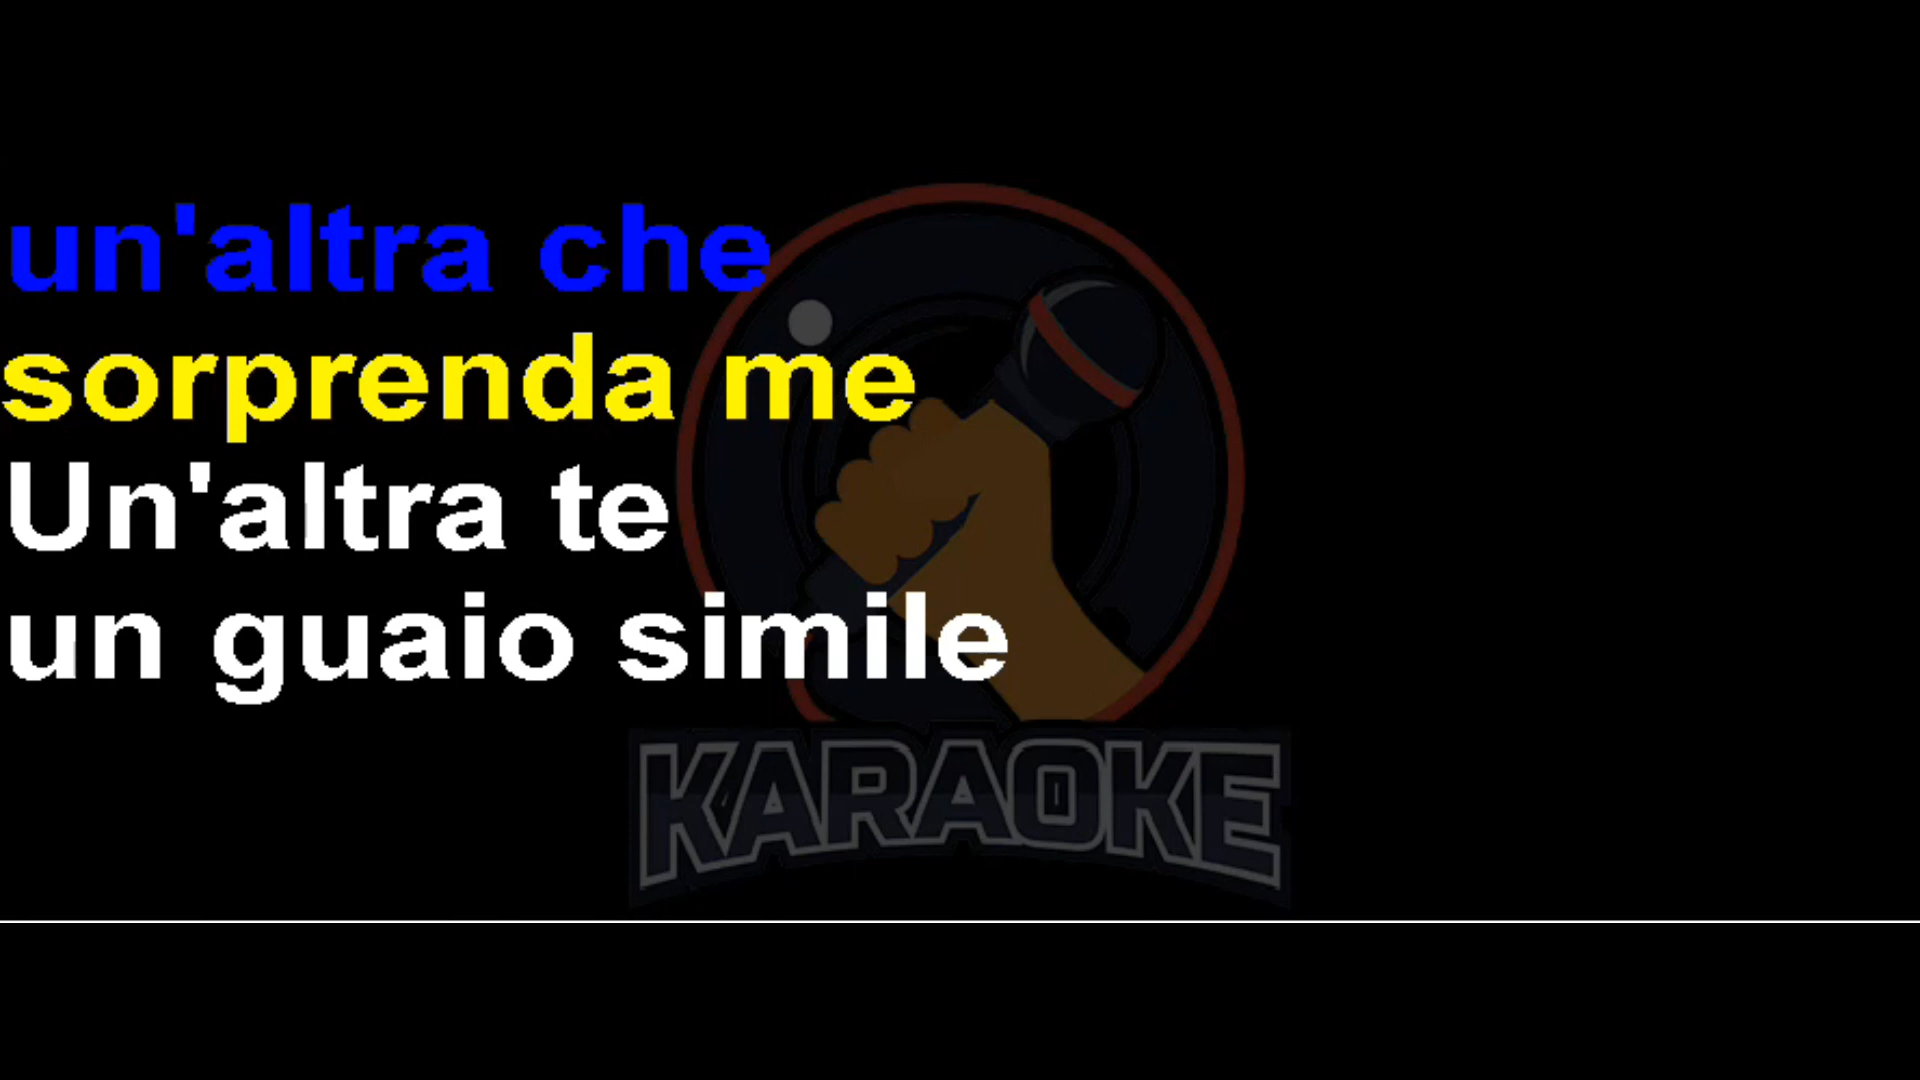 un'altra che
sorprenda me
Un'altra te
un guaio simile
KARAOKE